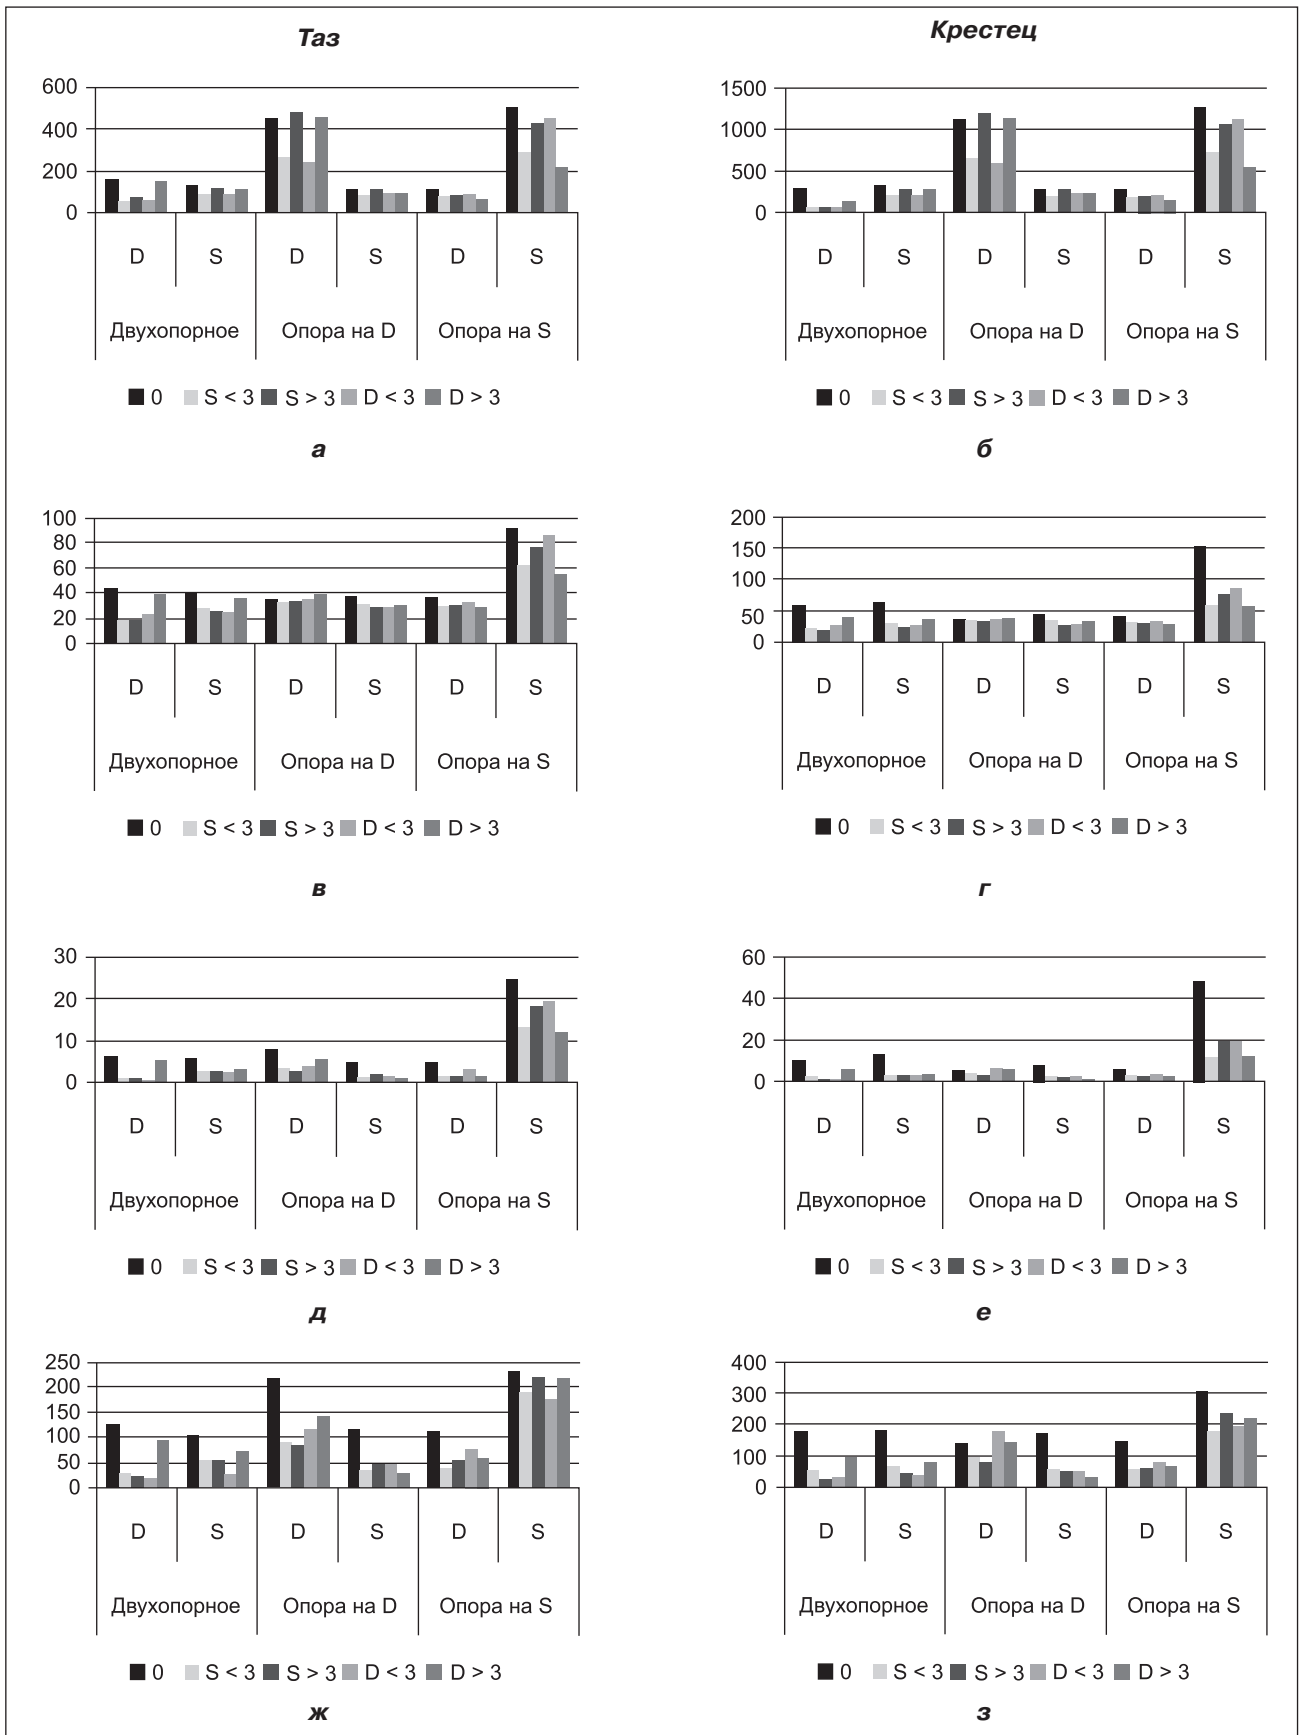 Таз
Крестец
600
400
200
0
D S D S D S
Двухопорное Опора на D Опора на S
0 S < 3 S > 3 D < 3 D > 3
а
1500
1000
500
0
D S D S D S
Двухопорное Опора на D Опора на S
0 S < 3 S > 3 D < 3 D > 3
б
100
80
60
40
20
0
D S D S D S
Двухопорное Опора на D Опора на S
0 S < 3 S > 3 D < 3 D > 3
в
200
150
100
50
0
D S D S D S
Двухопорное Опора на D Опора на S
0 S < 3 S > 3 D < 3 D > 3
г
30
20
10
0
D S D S D S
Двухопорное Опора на D Опора на S
0 S < 3 S > 3 D < 3 D > 3
д
60
40
20
0
D S D S D S
Двухопорное Опора на D Опора на S
0 S < 3 S > 3 D < 3 D > 3
е
250
200
150
100
50
0
D S D S D S
Двухопорное Опора на D Опора на S
0 S < 3 S > 3 D < 3 D > 3
ж
400
300
200
100
0
D S D S D S
Двухопорное Опора на D Опора на S
0 S < 3 S > 3 D < 3 D > 3
з